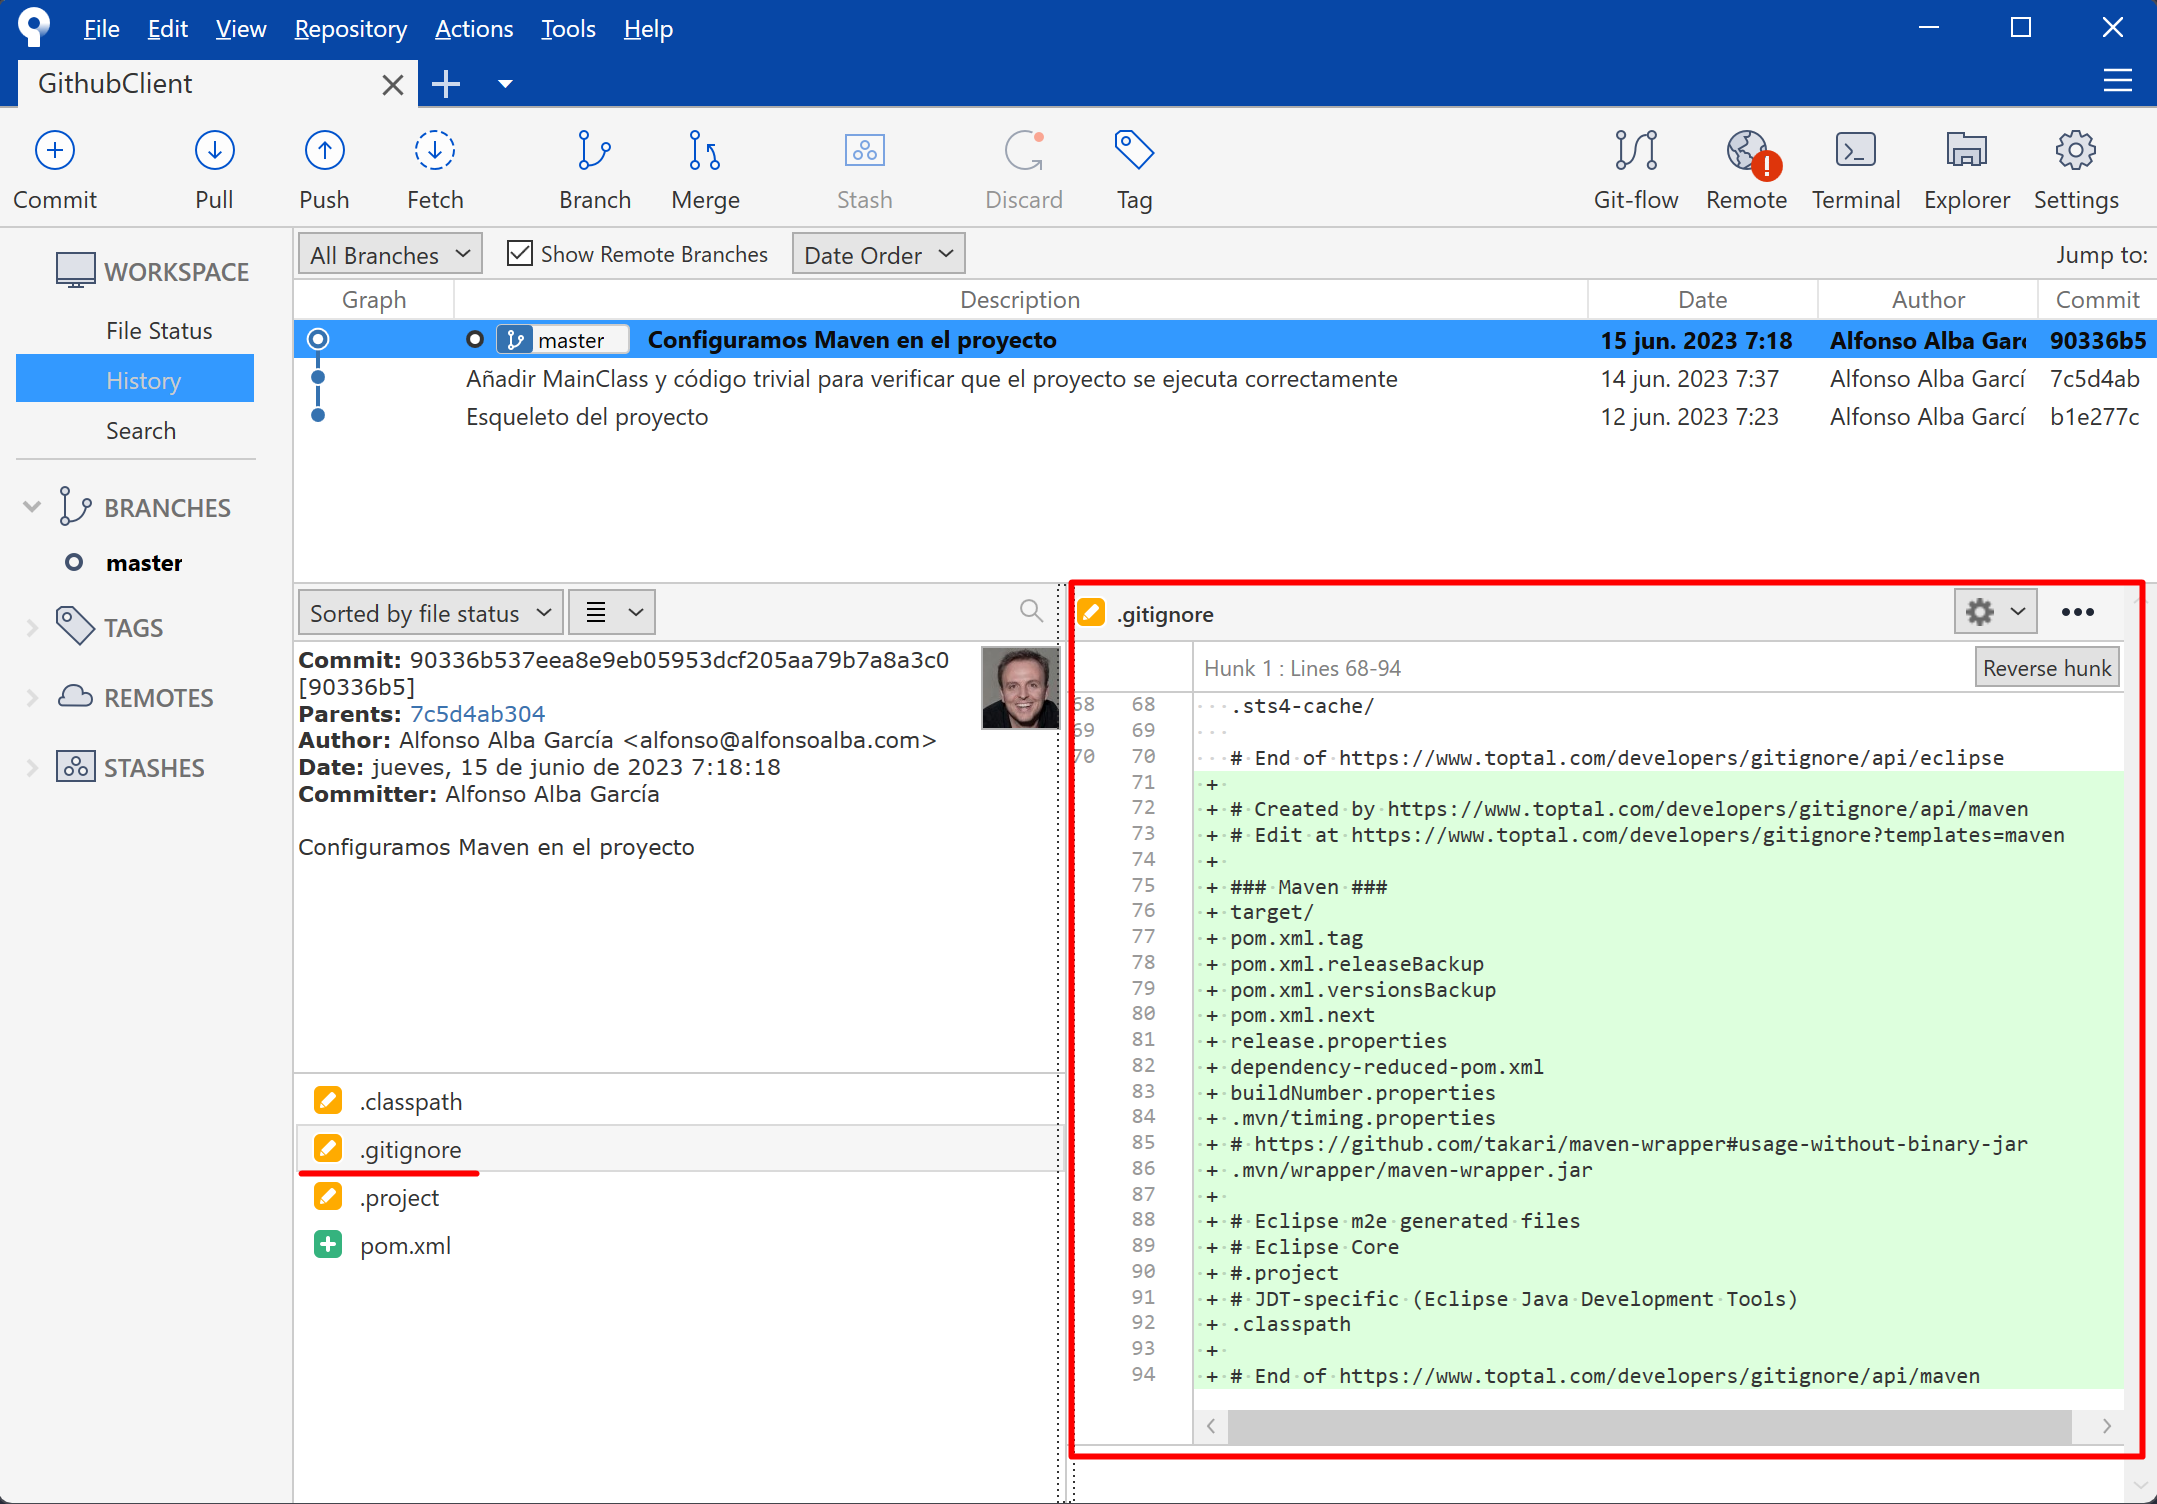 File Edit View Repository Actions Tools Help
GithubClient
Commit Pull Push Fetch Branch Merge Stash Discard Tag Git-flow Remote Terminal Explorer Settings
All Branches Show Remote Branches Date Order Jump to:
WORKSPACE
File Status
History
Search
BRANCHES
master
TAGS
REMOTES
STASHES
Graph Description Date Author Commit
master Configuramos Maven en el proyecto 15 jun. 2023 7:18 Alfonso Alba Garc 90336b5
Añadir MainClass y código trivial para verificar que el proyecto se ejecuta correctamente 14 jun. 2023 7:37 Alfonso Alba Garcí 7c5d4ab
Esqueleto del proyecto 12 jun. 2023 7:23 Alfonso Alba Garcí b1e277c
Sorted by file status
Commit: 90336b537eea8e9eb05953dcf205aa79b7a8a3c0
[90336b5]
Parents: 7c5d4ab304
Author: Alfonso Alba García <alfonso@alfonsoalba.com>
Date: jueves, 15 de junio de 2023 7:18:18
Committer: Alfonso Alba García
Configuramos Maven en el proyecto
.classpath
.gitignore
.project
pom.xml
.gitignore
Hunk 1 : Lines 68-94 Reverse hunk
68 68 .sts4-cache/
69 69
70 70 # End of https://www.toptal.com/developers/gitignore/api/eclipse
71 +
72 + # Created by https://www.toptal.com/developers/gitignore/api/maven
73 + # Edit at https://www.toptal.com/developers/gitignore?templates=maven
74 +
75 + ### Maven ###
76 + target/
77 + pom.xml.tag
78 + pom.xml.releaseBackup
79 + pom.xml.versionsBackup
80 + pom.xml.next
81 + release.properties
82 + dependency-reduced-pom.xml
83 + buildNumber.properties
84 + .mvn/timing.properties
85 + # https://github.com/takari/maven-wrapper#usage-without-binary-jar
86 + .mvn/wrapper/maven-wrapper.jar
87 +
88 + # Eclipse m2e generated files
89 + # Eclipse Core
90 + #.project
91 + # JDT-specific (Eclipse Java Development Tools)
92 + .classpath
93 +
94 + # End of https://www.toptal.com/developers/gitignore/api/maven